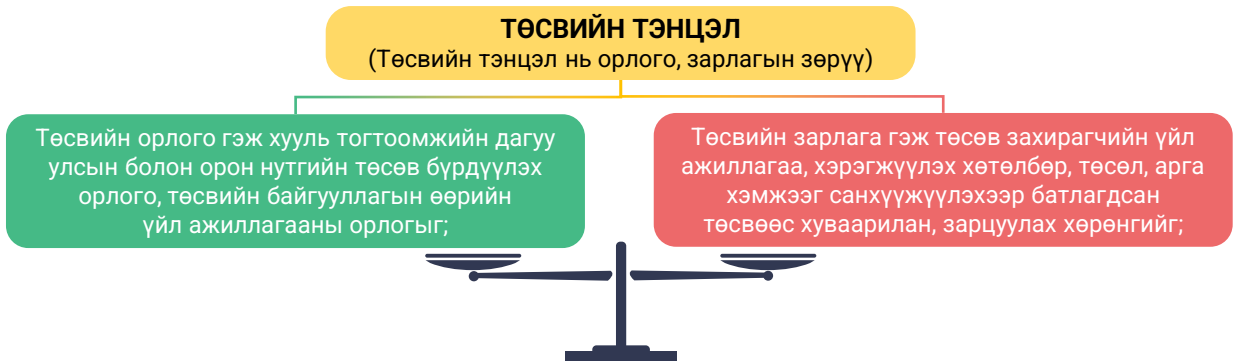 ТӨСВИЙН ТЭНЦЭЛ
(Төсвийн тэнцэл нь орлого, зарлагын зөрүү)
Төсвийн орлого гэж хууль тогтоомжийн дагуу
улсын болон орон нутгийн төсөв бүрдүүлэх
орлого, төсвийн байгууллагын өөрийн
үйл ажиллагааны орлогыг;
Төсвийн зарлага гэж төсөв захирагчийн үйл
ажиллагаа, хэрэгжүүлэх хөтөлбөр, төсөл, арга
хэмжээг санхүүжүүлэхээр батлагдсан
төсвөөс хуваарилан, зарцуулах хөрөнгийг;